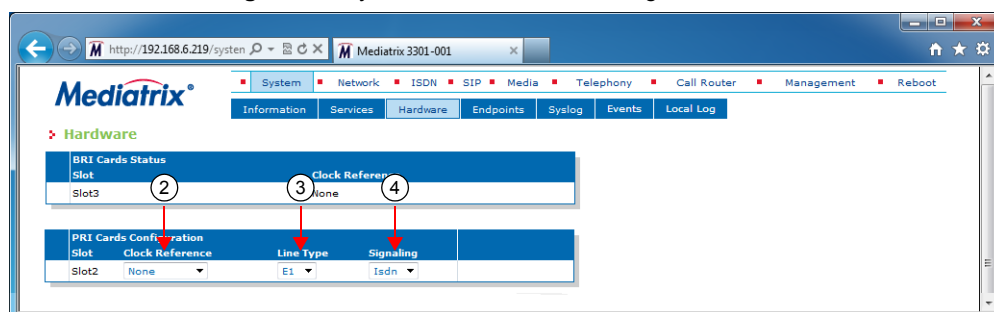 http://192.168.6.219/systen
Mediatrix 3301-001
Mediatrix®
System Network ISDN SIP Media Telephony Call Router Management Reboot
Information Services Hardware Endpoints Syslog Events Local Log
Hardware
BRI Cards Status
Slot Clock Referen
Slot3 None
2 3 4
PRI Cards Configuration
Slot Clock Reference Line Type Signaling
Slot2 None E1 Isdn